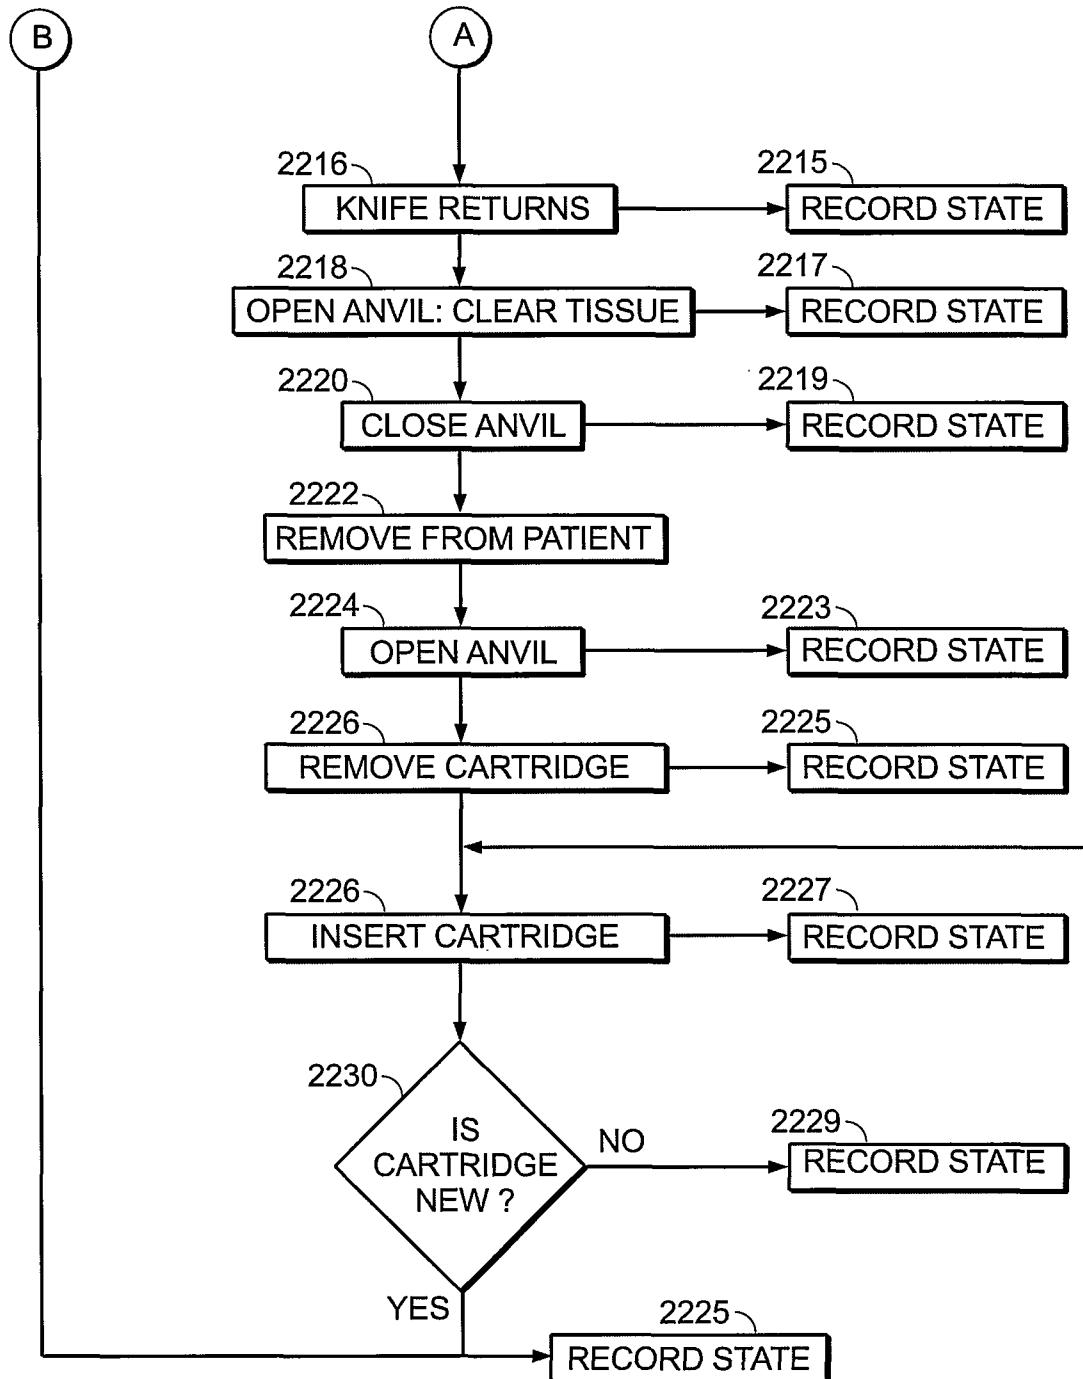 B
A
2216
KNIFE RETURNS
2215
RECORD STATE
2218
OPEN ANVIL: CLEAR TISSUE
2217
RECORD STATE
2220
CLOSE ANVIL
2219
RECORD STATE
2222
REMOVE FROM PATIENT
2224
OPEN ANVIL
2223
RECORD STATE
2226
REMOVE CARTRIDGE
2225
RECORD STATE
2226
INSERT CARTRIDGE
2227
RECORD STATE
2230
IS
CARTRIDGE
NEW ?
NO
2229
RECORD STATE
YES
2225
RECORD STATE